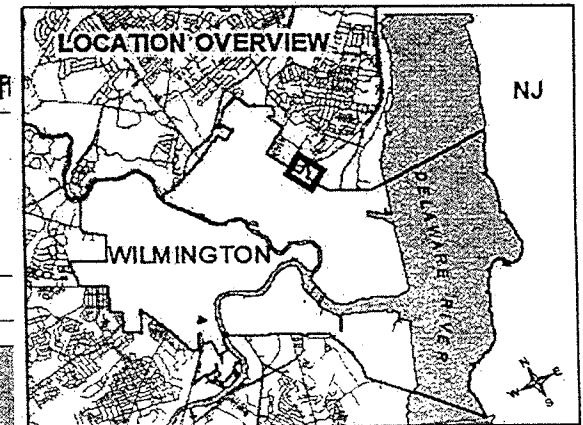 LOCATION OVERVIEW
NJ
DELAWARE RIVER
WILMINGTON
N
W
E
S